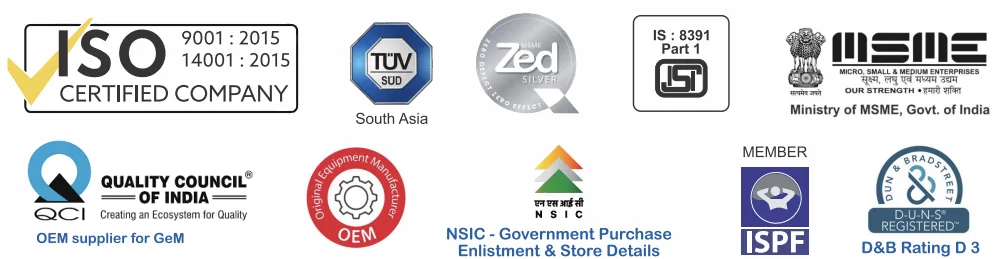 ISO
9001 : 2015
14001 : 2015
CERTIFIED COMPANY
TÜV
SUD
South Asia
MSME
Zed
SILVER
ZERO DEFECT ZERO EFFECT
IS : 8391
Part 1
ISI
सत्यमेव जयते
MSME
MICRO, SMALL & MEDIUM ENTERPRISES
सूक्ष्म, लघु एवं मध्यम उद्यम
OUR STRENGTH • हमारी शक्ति
Ministry of MSME, Govt. of India
QCI
QUALITY COUNCIL®
OF INDIA
Creating an Ecosystem for Quality
OEM supplier for GeM
Original Equipment Manufacturer
OEM
एन एस आई सी
N S I C
NSIC - Government Purchase
Enlistment & Store Details
MEMBER
ISPF
DUN & BRADSTREET
D-U-N-S®
REGISTERED™
D&B Rating D 3